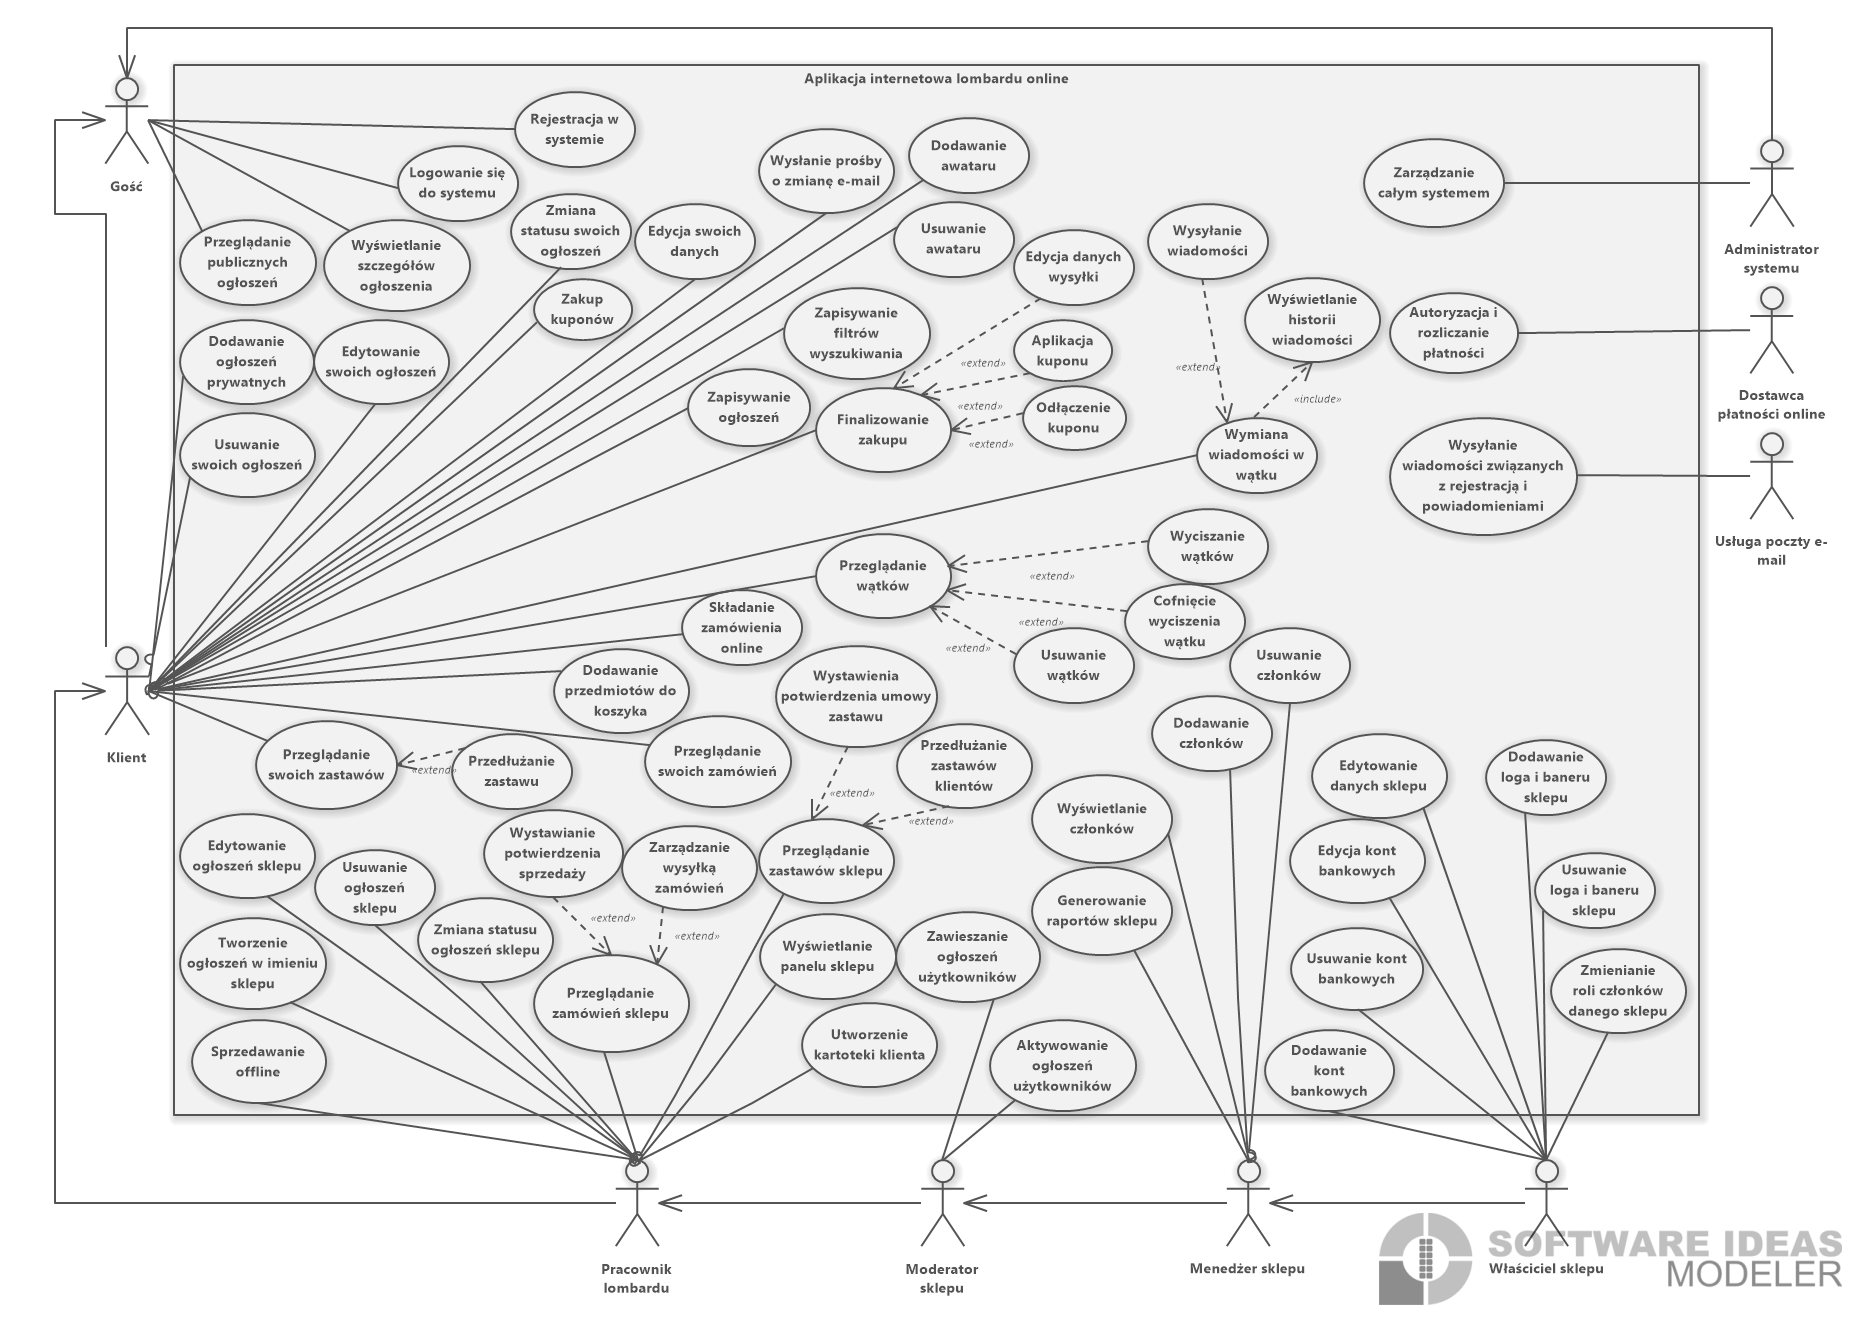 Aplikacja internetowa lombardu online
Gość
Rejestracja w
systemie
Logowanie się
do systemu
Przeglądanie
publicznych
ogłoszeń
Wyświetlanie
szczegółów
ogłoszenia
Zmiana
statusu swoich
ogłoszeń
Edycja swoich
danych
Wysłanie prośby
o zmianę e-mail
Dodawanie
awataru
Usuwanie
awataru
Zarządzanie
całym systemem
Administrator
systemu
Dodawanie
ogłoszeń
prywatnych
Edytowanie
swoich ogłoszeń
Zakup
kuponów
Zapisywanie
filtrów
wyszukiwania
Edycja danych
wysyłki
Wysyłanie
wiadomości
Wyświetlanie
historii
wiadomości
Autoryzacja i
rozliczanie
płatności
Dostawca
płatności online
Usuwanie
swoich ogłoszeń
Zapisywanie
ogłoszeń
Finalizowanie
zakupu
Aplikacja
kuponu
Odłączenie
kuponu
«extend»
«extend»
«extend»
«extend»
«include»
Wymiana
wiadomości w
wątku
Wysyłanie
wiadomości związanych
z rejestracją i
powiadomieniami
Usługa poczty e-
mail
Przeglądanie
wątków
Wyciszanie
wątków
«extend»
Cofnięcie
wyciszenia
wątku
«extend»
Usuwanie
wątków
«extend»
Klient
Składanie
zamówienia
online
Dodawanie
przedmiotów do
koszyka
Wystawienia
potwierdzenia umowy
zastawu
Usuwanie
członków
Dodawanie
członków
Przeglądanie
swoich zastawów
«extend»
Przedłużanie
zastawu
Przeglądanie
swoich zamówień
Przedłużanie
zastawów
klientów
«extend»
«extend»
Edytowanie
danych sklepu
Dodawanie
loga i baneru
sklepu
Edytowanie
ogłoszeń sklepu
Usuwanie
ogłoszeń
sklepu
Wystawianie
potwierdzenia
sprzedaży
Zarządzanie
wysyłką
zamówień
Przeglądanie
zastawów sklepu
Wyświetlanie
członków
Edycja kont
bankowych
Usuwanie
loga i baneru
sklepu
Tworzenie
ogłoszeń w imieniu
sklepu
Zmiana statusu
ogłoszeń sklepu
«extend»
«extend»
Przeglądanie
zamówień sklepu
Wyświetlanie
panelu sklepu
Zawieszanie
ogłoszeń
użytkowników
Generowanie
raportów sklepu
Usuwanie kont
bankowych
Zmienianie
roli członków
danego sklepu
Sprzedawanie
offline
Utworzenie
kartoteki klienta
Aktywowanie
ogłoszeń
użytkowników
Dodawanie
kont
bankowych
Pracownik
lombardu
Moderator
sklepu
Menedżer sklepu
Właściciel sklepu
SOFTWARE IDEAS
MODELER